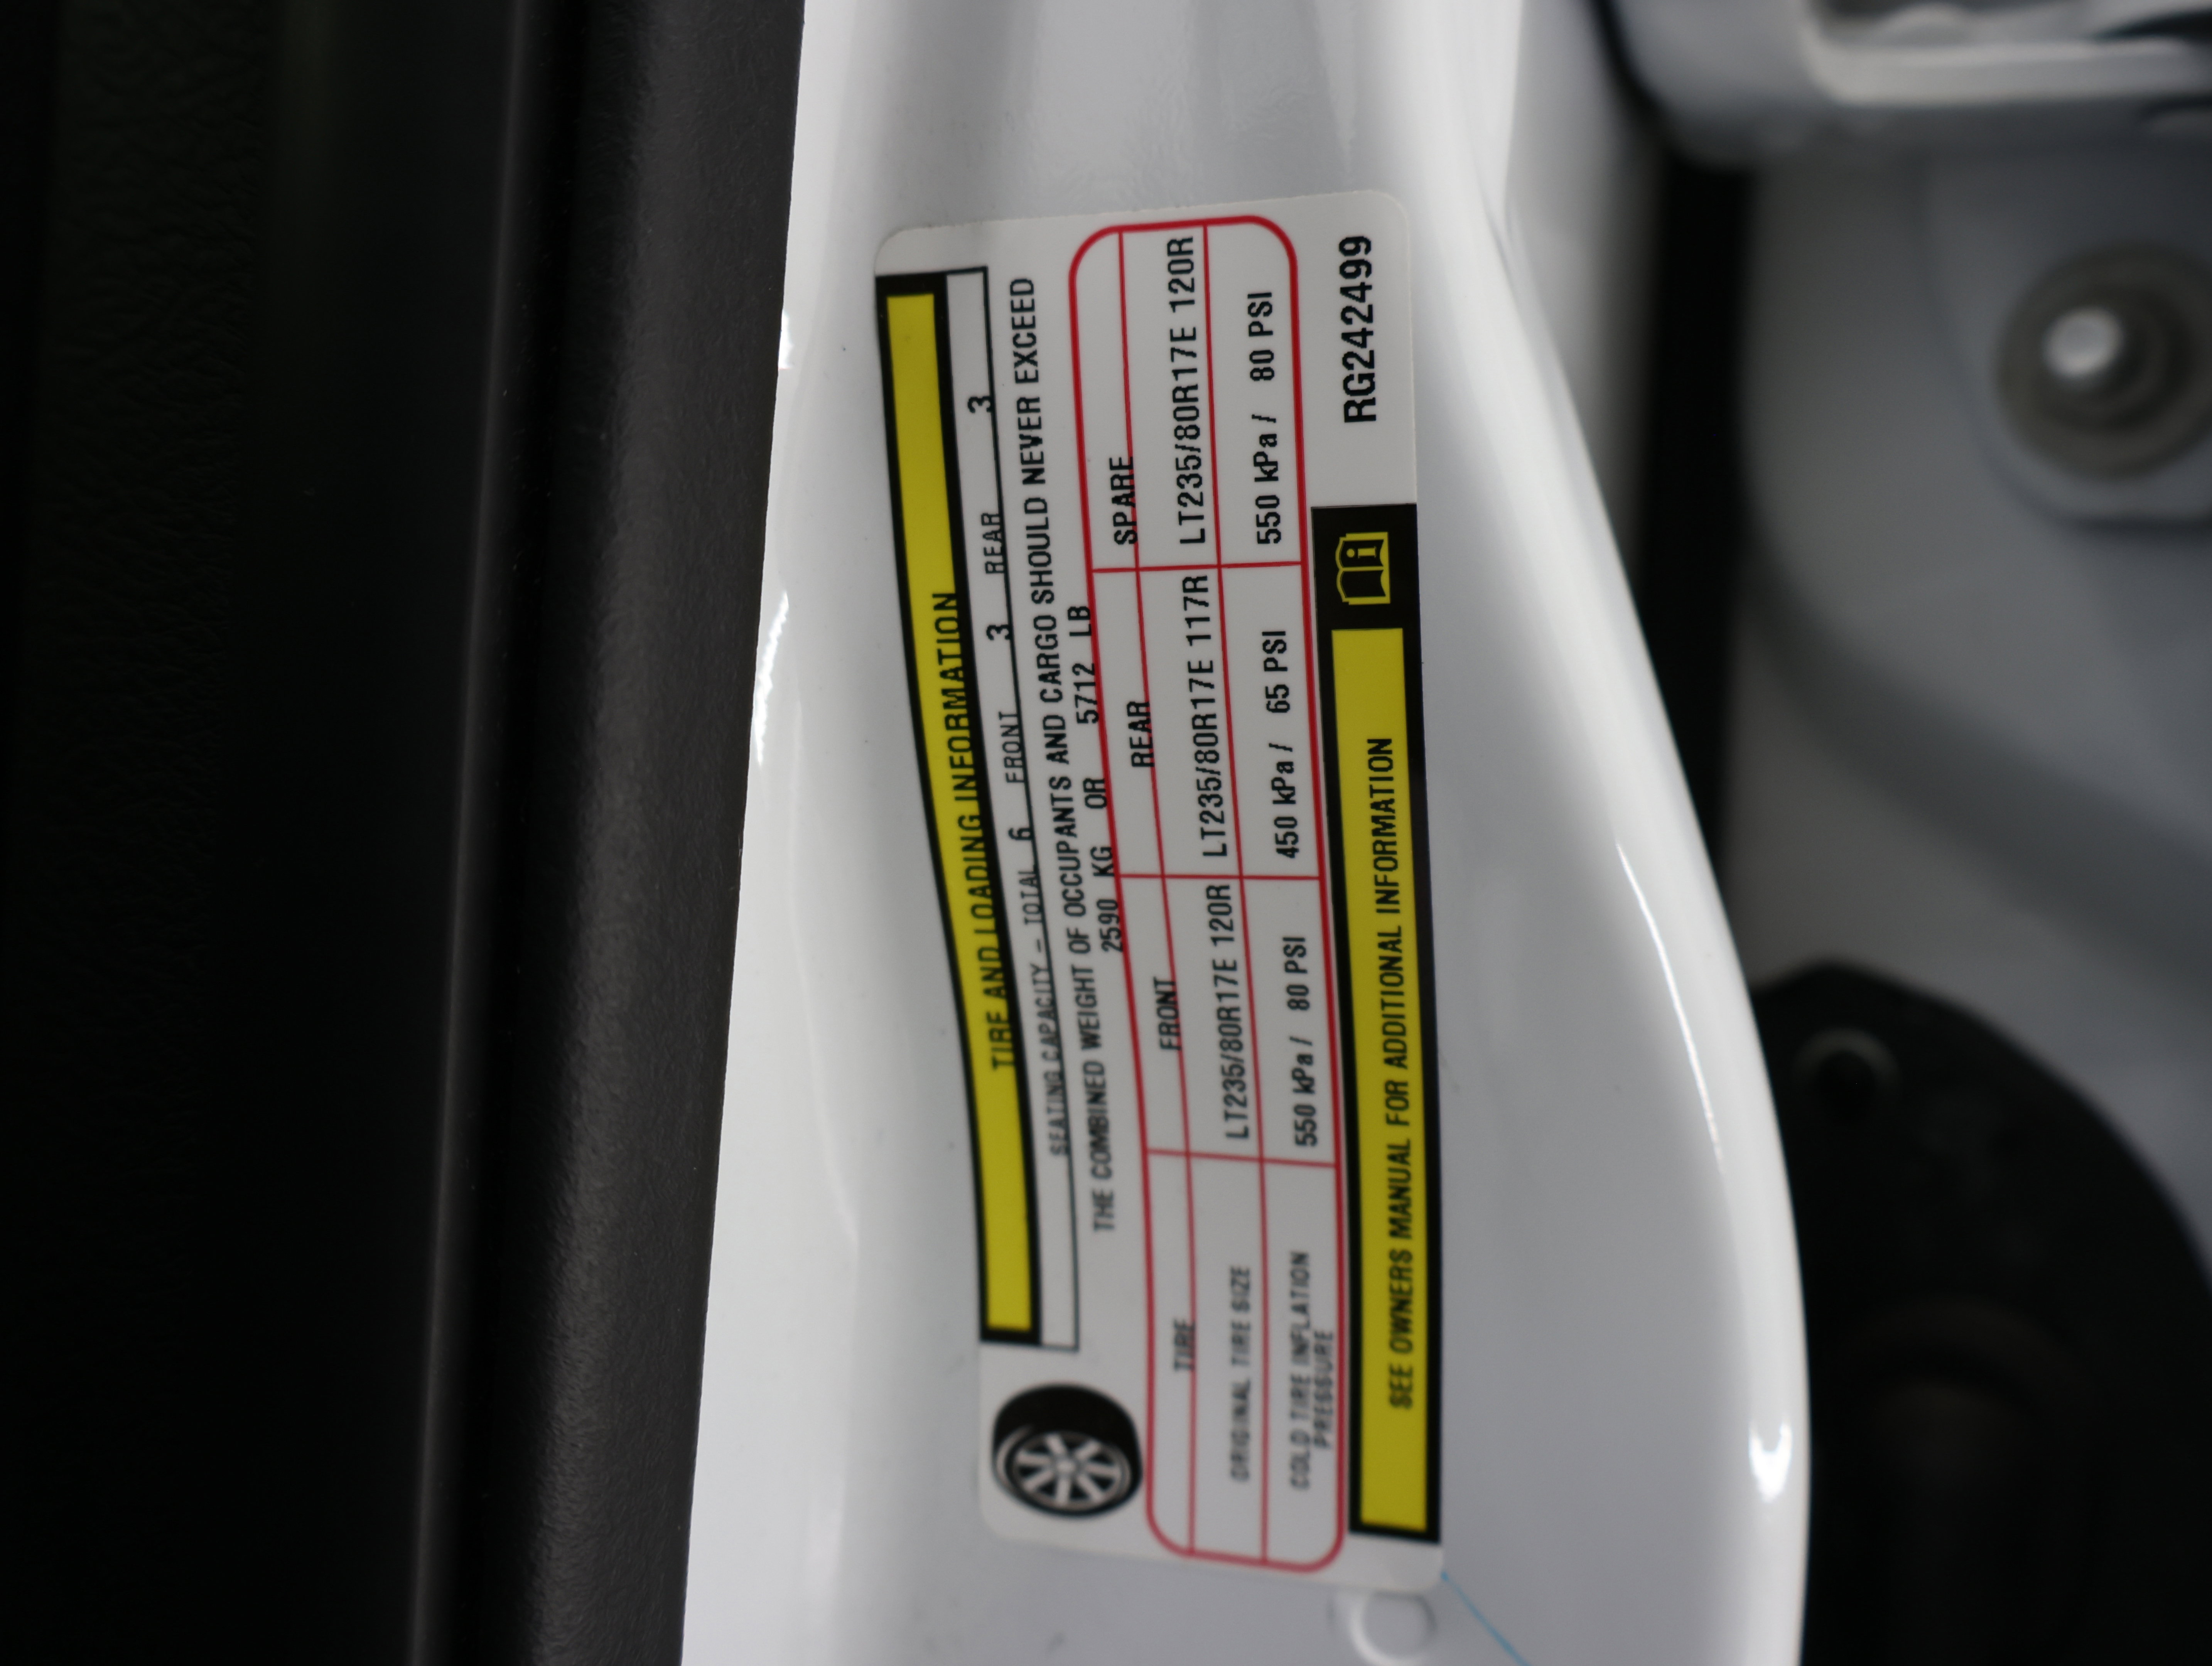 TIRE AND LOADING INFORMATION
SEATING CAPACITY - TOTAL 6 FRONT 3 REAR 3
THE COMBINED WEIGHT OF OCCUPANTS AND CARGO SHOULD NEVER EXCEED
2590 KG OR 5712 LB
TIRE FRONT REAR SPARE
ORIGINAL TIRE SIZE LT235/80R17E 120R LT235/80R17E 117R LT235/80R17E 120R
COLD TIRE INFLATION PRESSURE 550 kPa / 80 PSI 450 kPa / 65 PSI 550 kPa / 80 PSI
SEE OWNERS MANUAL FOR ADDITIONAL INFORMATION
i
RG242499